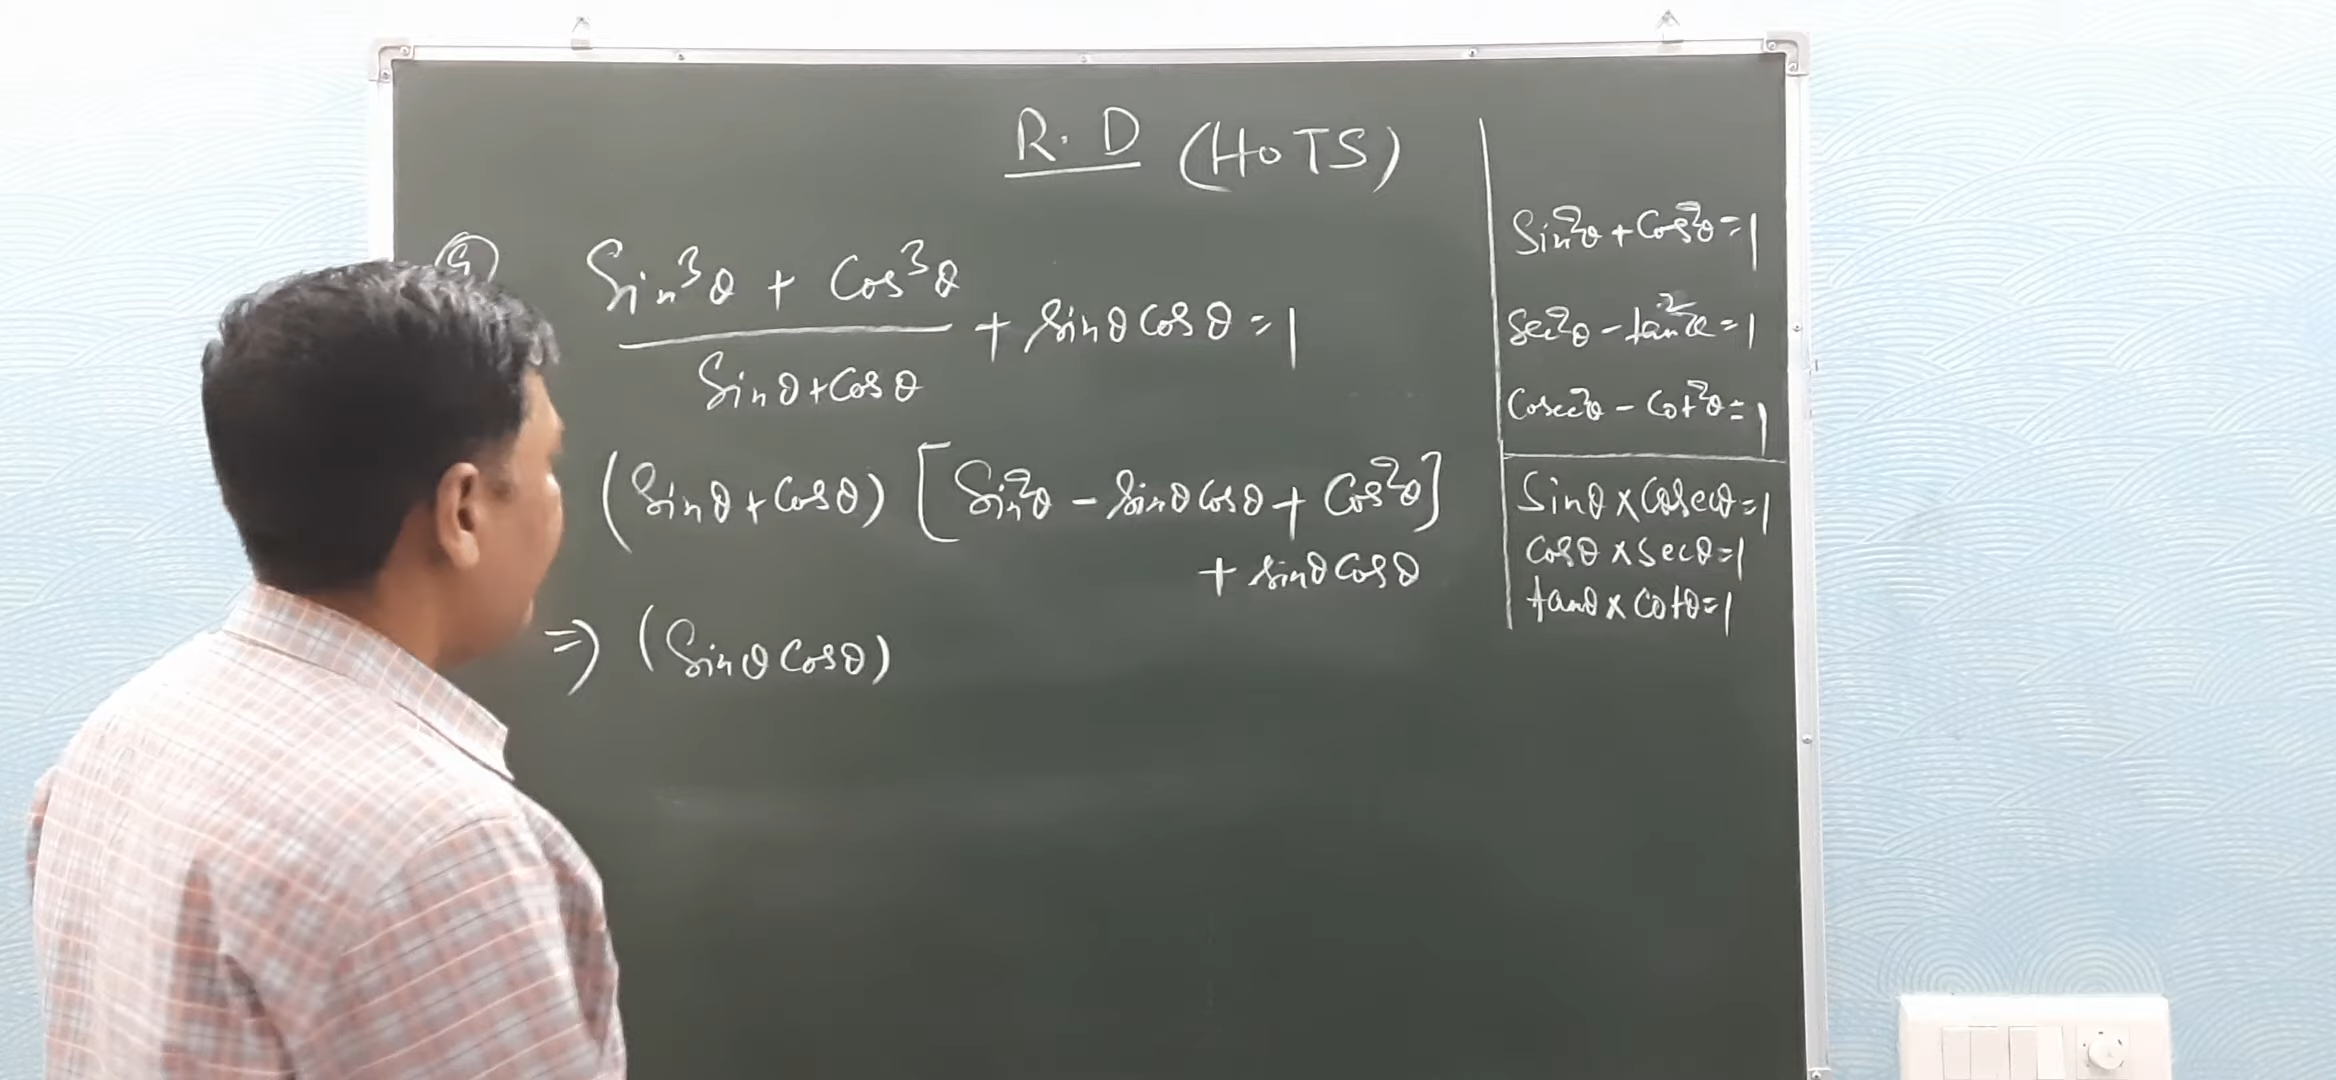 R.D (HOTS)
Sin³θ + Cos³θ
Sinθ+Cosθ
+ Sinθ Cosθ = 1
(Sinθ + Cosθ) [Sin²θ - Sinθ Cosθ + Cos²θ]
+ Sinθ Cosθ
⇒ (Sinθ Cosθ)
Sin²θ + Cos²θ = 1
Sec²θ - tan²θ = 1
Cosec²θ - Cot²θ = 1
Sinθ × Cosecθ = 1
Cosθ × Secθ = 1
tanθ × Cotθ = 1